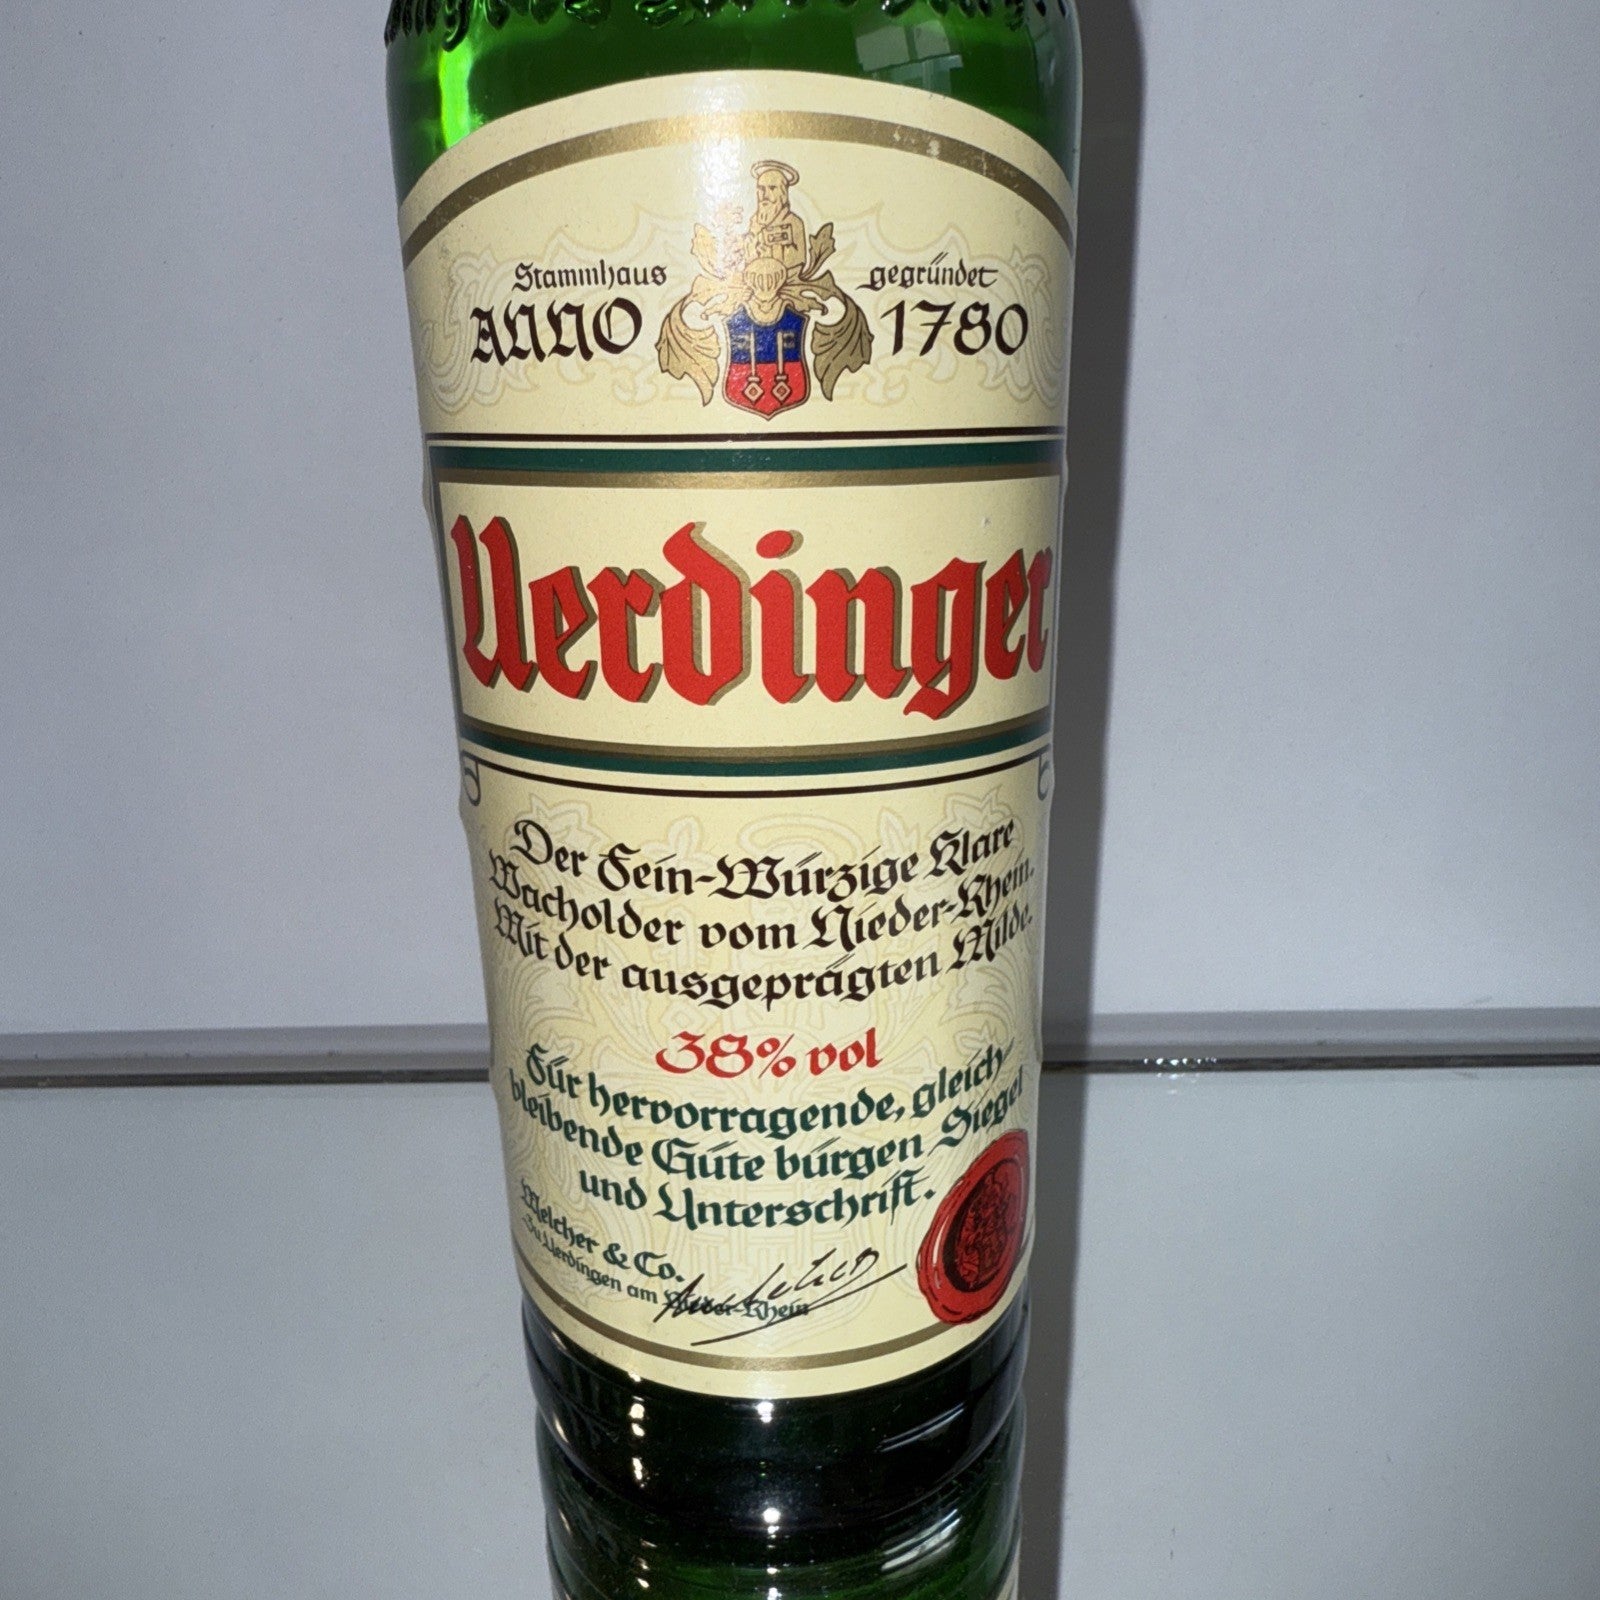 Stammhaus gegründet
ANNO 1780
Uerdinger
Der Fein-Würzige Klare
Wacholder vom Nieder-Rhein.
Mit der ausgeprägten Milde.
38% vol
Für hervorragende, gleich-
bleibende Güte bürgen Siegel
und Unterschrift.
Melcher & Co.
Zu Uerdingen am Nieder-Rhein